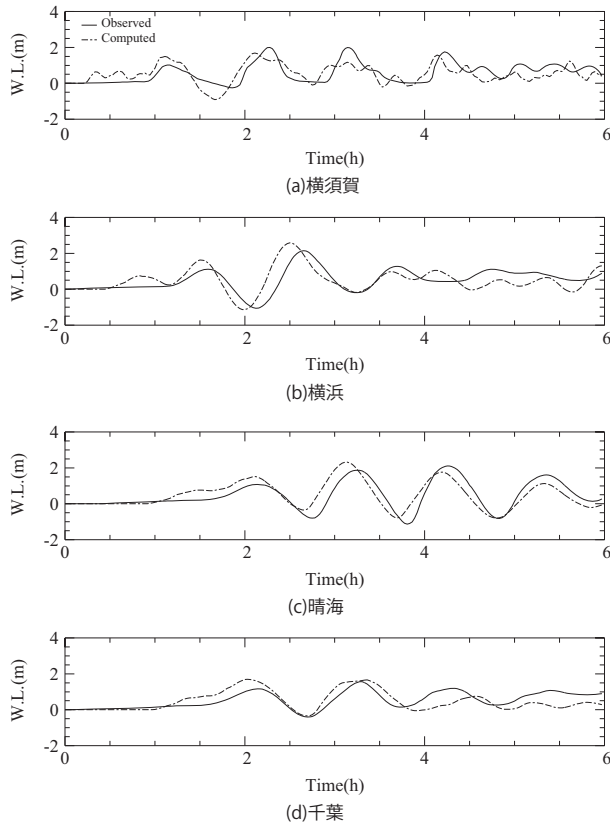 Observed
Computed
W.L.(m)
4
2
0
-2
0 2 4 6
Time(h)
(a)横須賀
W.L.(m)
4
2
0
-2
0 2 4 6
Time(h)
(b)横浜
W.L.(m)
4
2
0
-2
0 2 4 6
Time(h)
(c)晴海
W.L.(m)
4
2
0
-2
0 2 4 6
Time(h)
(d)千葉